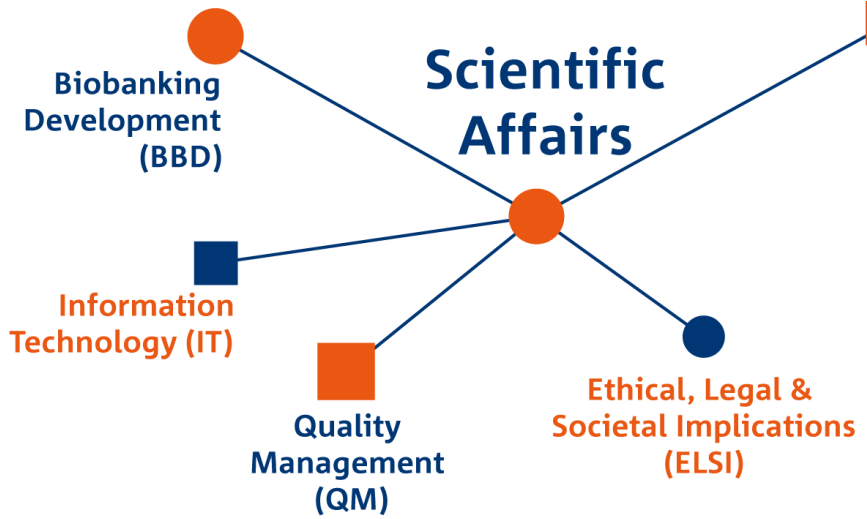 Scientific
Affairs
Biobanking
Development
(BBD)
Information
Technology (IT)
Quality
Management
(QM)
Ethical, Legal &
Societal Implications
(ELSI)